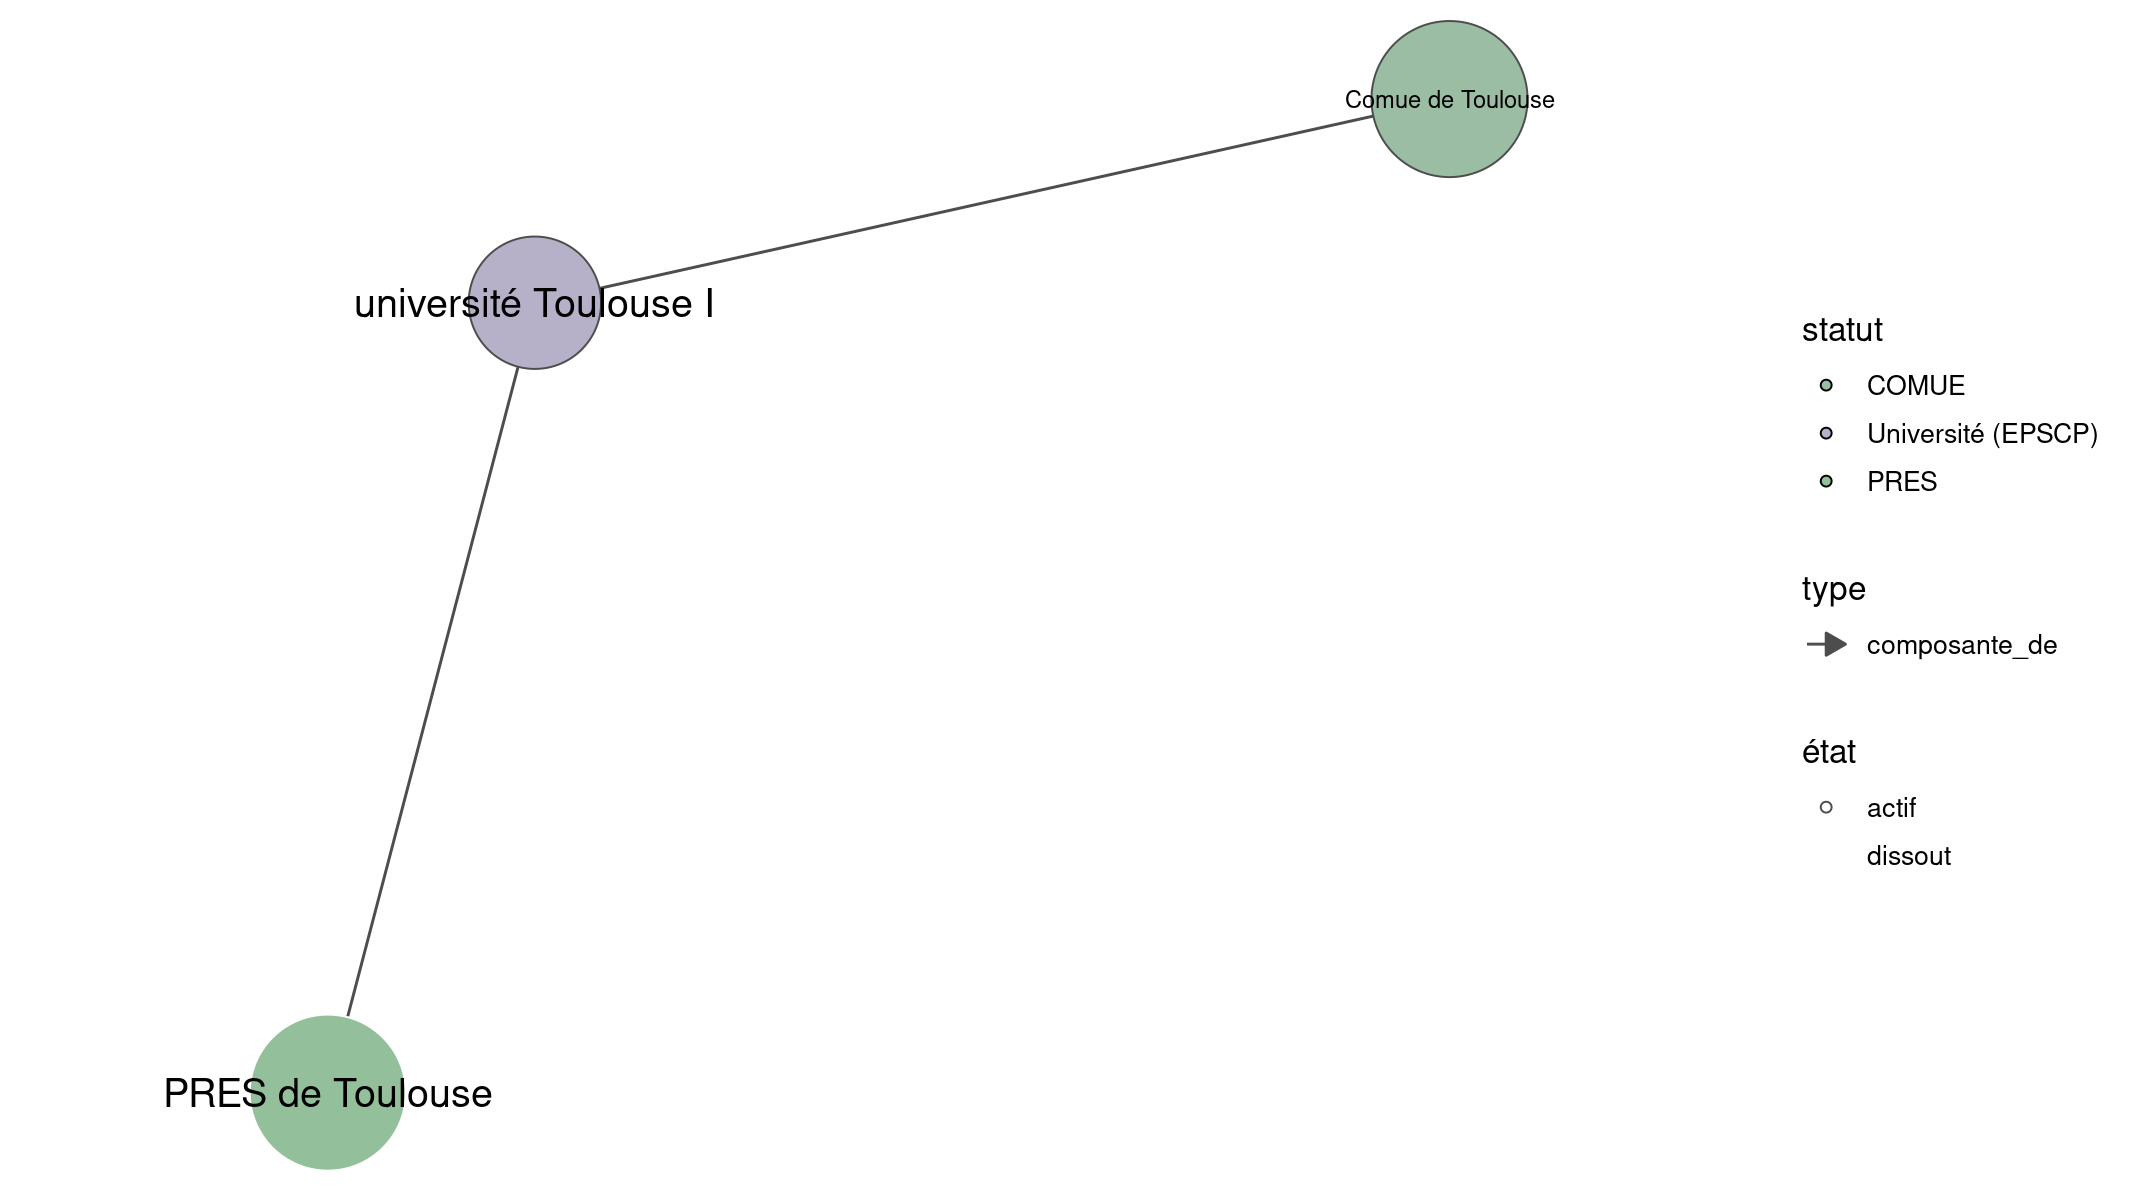 Comue de Toulouse
université Toulouse I
PRES de Toulouse
statut
COMUE
Université (EPSCP)
PRES
type
composante_de
état
actif
dissout